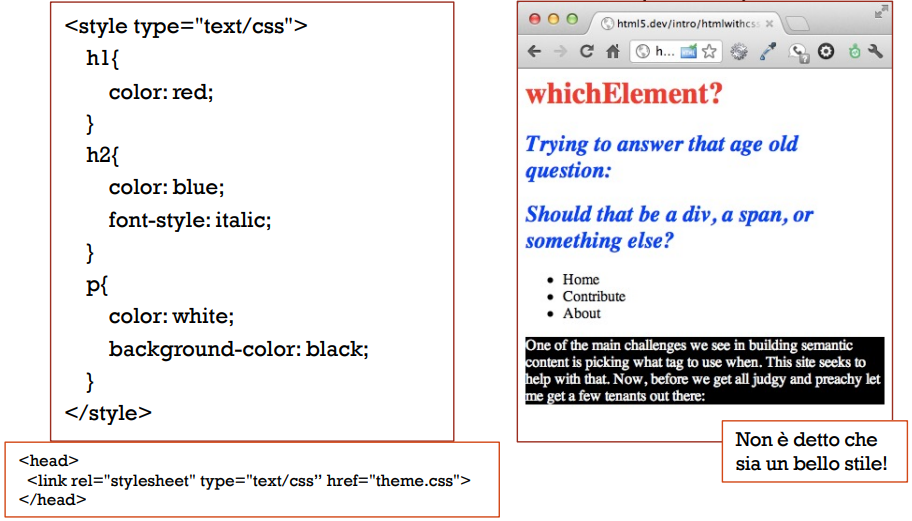 <style type="text/css">
h1{
color: red;
}
h2{
color: blue;
font-style: italic;
}
p{
color: white;
background-color: black;
}
</style>
<head>
<link rel="stylesheet" type="text/css” href="theme.css">
</head>
html5.dev/intro/htmlwithcss
h...
whichElement?
Trying to answer that age old
question:
Should that be a div, a span, or
something else?
• Home
• Contribute
• About
One of the main challenges we see in building semantic
content is picking what tag to use when. This site seeks to
help with that. Now, before we get all judgy and preachy let
me get a few tenants out there:
Non è detto che
sia un bello stile!